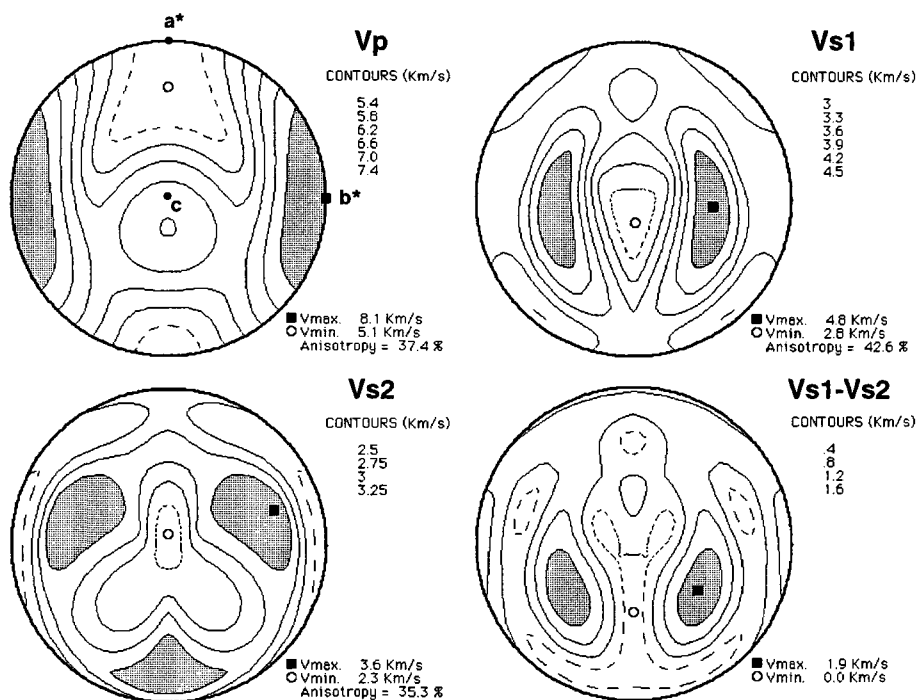 a*
Vp
CONTOURS (Km/s)
5.4
5.8
6.2
6.6
7.0
7.4
c
b*
■ Vmax. 8.1 Km/s
○ Vmin. 5.1 Km/s
Anisotropy = 37.4 %
Vs1
CONTOURS (Km/s)
3
3.3
3.6
3.9
4.2
4.5
■ Vmax. 4.8 Km/s
○ Vmin. 2.8 Km/s
Anisotropy = 42.6 %
Vs2
CONTOURS (Km/s)
2.5
2.75
3
3.25
■ Vmax. 3.6 Km/s
○ Vmin. 2.3 Km/s
Anisotropy = 35.3 %
Vs1-Vs2
CONTOURS (Km/s)
.4
.8
1.2
1.6
■ Vmax. 1.9 Km/s
○ Vmin. 0.0 Km/s